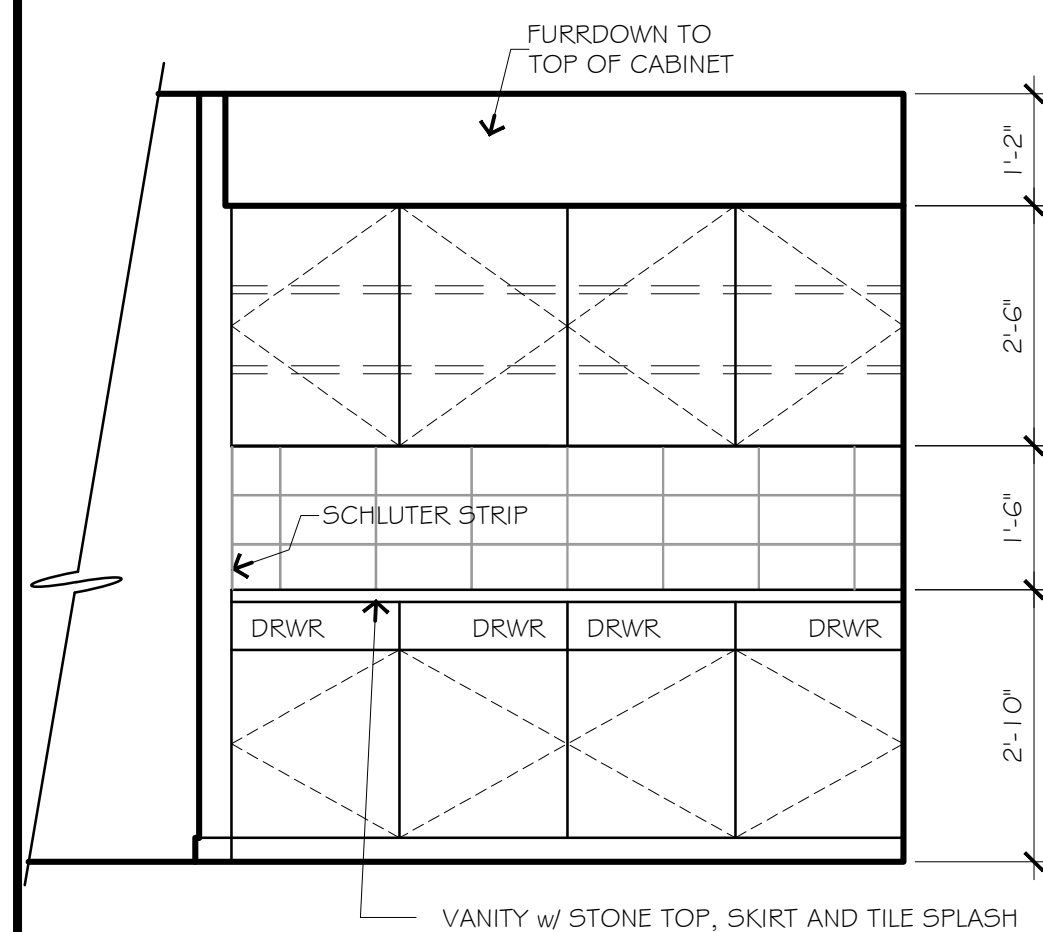 FURRDOWN TO
TOP OF CABINET
1'-2"
2'-6"
1'-6"
SCHLUTER STRIP
DRWR DRWR DRWR DRWR
2'-10"
VANITY w/ STONE TOP, SKIRT AND TILE SPLASH